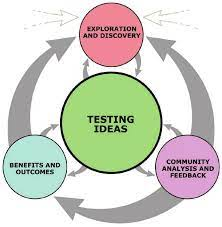 EXPLORATION
AND DISCOVERY
TESTING
IDEAS
BENEFITS AND
OUTCOMES
COMMUNITY
ANALYSIS AND
FEEDBACK